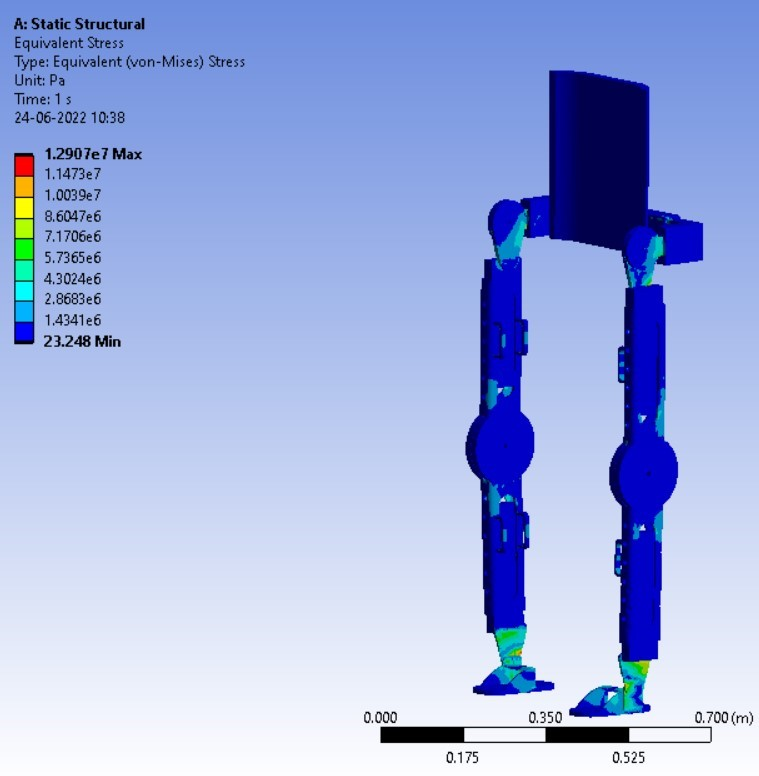 A: Static Structural
Equivalent Stress
Type: Equivalent (von-Mises) Stress
Unit: Pa
Time: 1 s
24-06-2022 10:38
1.2907e7 Max
1.1473e7
1.0039e7
8.6047e6
7.1706e6
5.7365e6
4.3024e6
2.8683e6
1.4341e6
23.248 Min
0.000 0.350 0.700 (m)
0.175 0.525